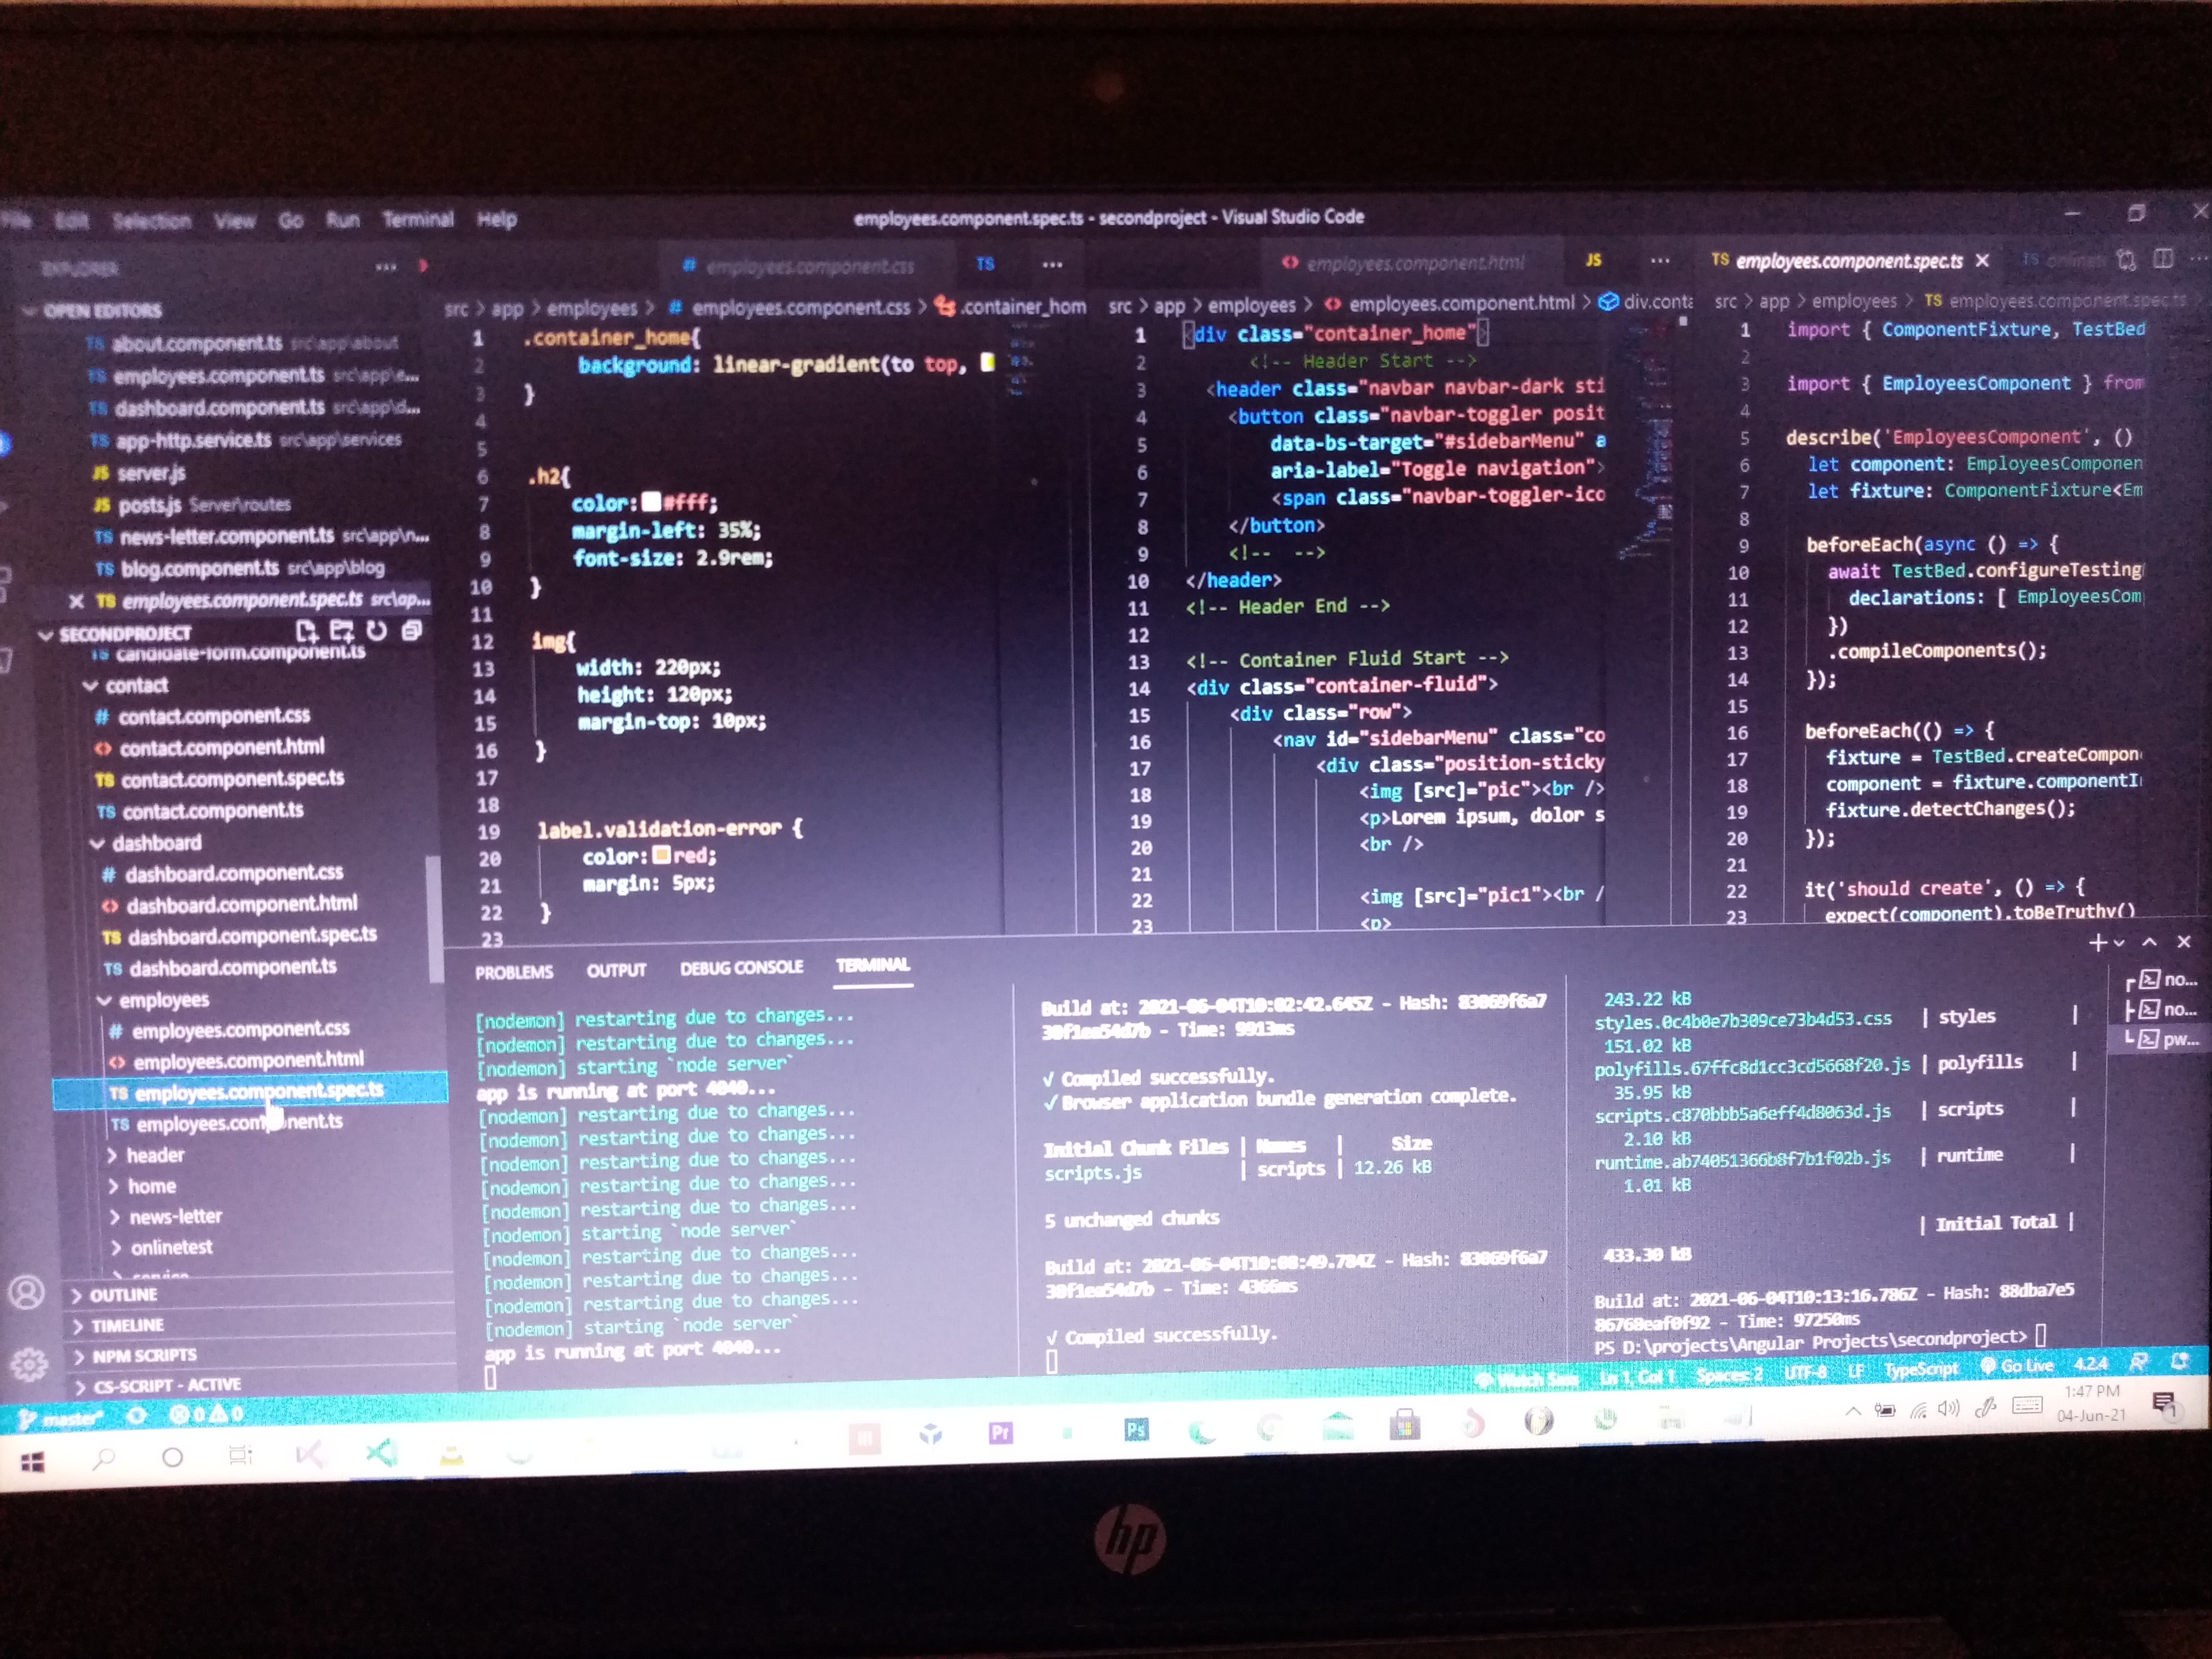 File Edit Selection View Go Run Terminal Help
employees.component.spec.ts - secondproject - Visual Studio Code
EXPLORER
OPEN EDITORS
TS about.component.ts src\app\about
TS employees.component.ts src\app\e...
TS dashboard.component.ts src\app\d...
TS app-http.service.ts src\app\services
JS server.js
JS posts.js Server\routes
TS news-letter.component.ts src\app\n...
TS blog.component.ts src\app\blog
TS employees.component.spec.ts src\ap...
SECONDPROJECT
TS candidate-form.component.ts
contact
# contact.component.css
<> contact.component.html
TS contact.component.spec.ts
TS contact.component.ts
dashboard
# dashboard.component.css
<> dashboard.component.html
TS dashboard.component.spec.ts
TS dashboard.component.ts
employees
# employees.component.css
<> employees.component.html
TS employees.component.spec.ts
TS employees.component.ts
> header
> home
> news-letter
> onlinetest
> OUTLINE
> TIMELINE
> NPM SCRIPTS
> CS-SCRIPT - ACTIVE
# employees.component.css TS ...
src > app > employees > # employees.component.css > .container_hom
1 .container_home{
2 background: linear-gradient(to top,
3 }
4
5
6 .h2{
7 color: #fff;
8 margin-left: 35%;
9 font-size: 2.9rem;
10 }
11
12 img{
13 width: 220px;
14 height: 120px;
15 margin-top: 10px;
16 }
17
18
19 label.validation-error {
20 color: red;
21 margin: 5px;
22 }
23
<> employees.component.html JS ...
src > app > employees > <> employees.component.html > div.conta
1 <div class="container_home">
2 <!-- Header Start -->
3 <header class="navbar navbar-dark sti
4 <button class="navbar-toggler posit
5 data-bs-target="#sidebarMenu" a
6 aria-label="Toggle navigation">
7 <span class="navbar-toggler-ico
8 </button>
9 <!-- -->
10 </header>
11 <!-- Header End -->
12
13 <!-- Container Fluid Start -->
14 <div class="container-fluid">
15 <div class="row">
16 <nav id="sidebarMenu" class="co
17 <div class="position-sticky
18 <img [src]="pic"><br />
19 <p>Lorem ipsum, dolor s
20 <br />
21
22 <img [src]="pic1"><br /
23 <p>
TS employees.component.spec.ts
src > app > employees > TS employees.component.spec.ts >
1 import { ComponentFixture, TestBed
2
3 import { EmployeesComponent } from
4
5 describe('EmployeesComponent', ()
6 let component: EmployeesComponen
7 let fixture: ComponentFixture<Em
8
9 beforeEach(async () => {
10 await TestBed.configureTesting
11 declarations: [ EmployeesCom
12 })
13 .compileComponents();
14 });
15
16 beforeEach(() => {
17 fixture = TestBed.createCompon
18 component = fixture.componentI
19 fixture.detectChanges();
20 });
21
22 it('should create', () => {
23 expect(component).toBeTruthy()
PROBLEMS OUTPUT DEBUG CONSOLE TERMINAL
[nodemon] restarting due to changes...
[nodemon] restarting due to changes...
[nodemon] starting `node server`
app is running at port 4040...
[nodemon] restarting due to changes...
[nodemon] restarting due to changes...
[nodemon] restarting due to changes...
[nodemon] restarting due to changes...
[nodemon] restarting due to changes...
[nodemon] starting `node server`
[nodemon] restarting due to changes...
[nodemon] restarting due to changes...
[nodemon] restarting due to changes...
[nodemon] starting `node server`
app is running at port 4040...
Build at: 2021-06-04T10:02:42.645Z - Hash: 83069f6a7
30f1ea54d7b - Time: 9913ms
√ Compiled successfully.
√ Browser application bundle generation complete.
Initial Chunk Files | Names | Size
scripts.js | scripts | 12.26 kB
5 unchanged chunks
Build at: 2021-06-04T10:08:49.784Z - Hash: 83069f6a7
30f1ea54d7b - Time: 4366ms
√ Compiled successfully.
243.22 kB
styles.0c4b0e7b309ce73b4d53.css | styles |
151.02 kB
polyfills.67ffc8d1cc3cd5668f20.js | polyfills |
35.95 kB
scripts.c870bbb5a6eff4d8063d.js | scripts |
2.10 kB
runtime.ab74051366b8f7b1f02b.js | runtime |
1.01 kB
| Initial Total |
433.30 kB
Build at: 2021-06-04T10:13:16.786Z - Hash: 88dba7e5
86768eaf0f92 - Time: 97250ms
PS D:\projects\Angular Projects\secondproject>
no...
no...
pw...
master* 0 0
Watch Sass Ln 1, Col 1 Spaces: 2 UTF-8 LF TypeScript Go Live 4.2.4
Pr Ps
1:47 PM
04-Jun-21
1
hp